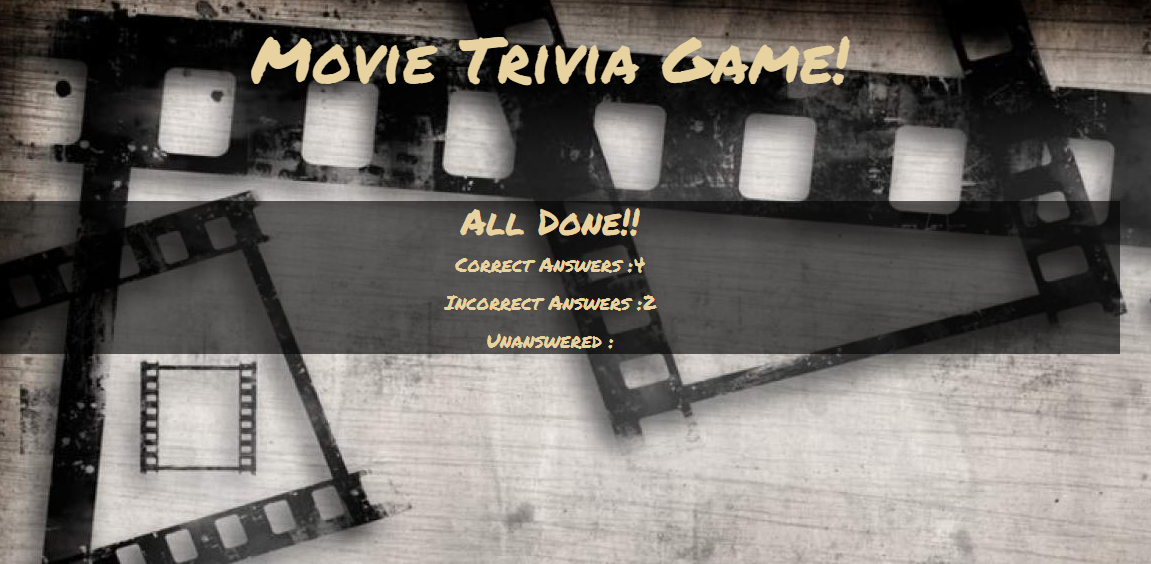 Movie Trivia Game!
All Done!!
Correct Answers :4
Incorrect Answers :2
Unanswered :